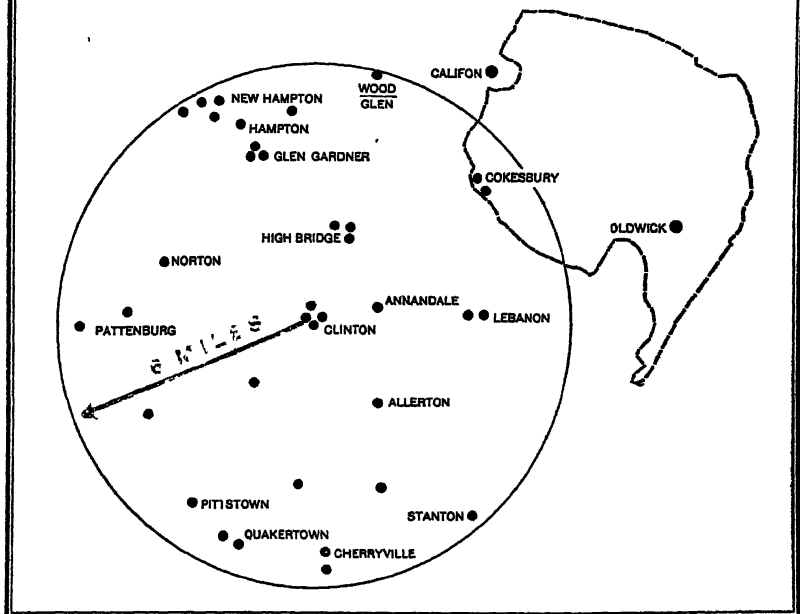 CALIFON
WOOD
GLEN
NEW HAMPTON
HAMPTON
GLEN GARDNER
COKESBURY
OLDWICK
HIGH BRIDGE
NORTON
ANNANDALE
LEBANON
PATTENBURG
CLINTON
MILES
ALLERTON
PITTSTOWN
STANTON
QUAKERTOWN
CHERRYVILLE